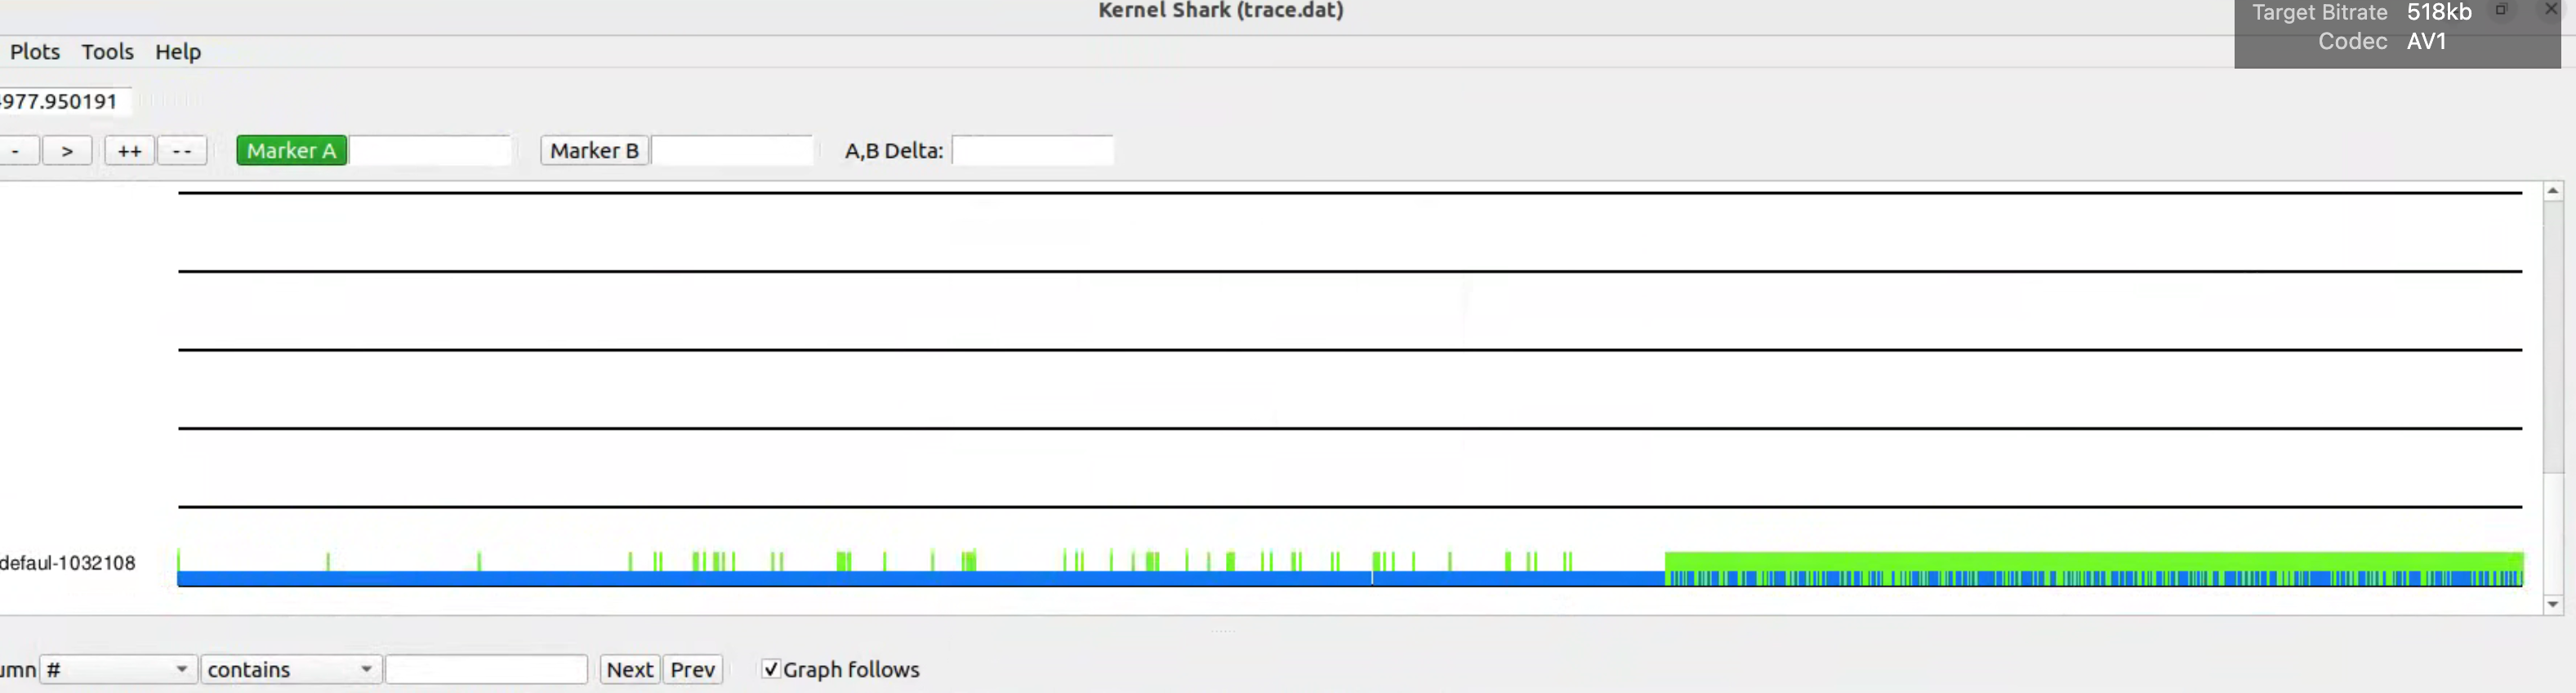 Kernel Shark (trace.dat)
Target Bitrate 518kb
Codec AV1
Plots Tools Help
977.950191
- > ++ -- Marker A Marker B A,B Delta:
defaul-1032108
umn # contains Next Prev Graph follows